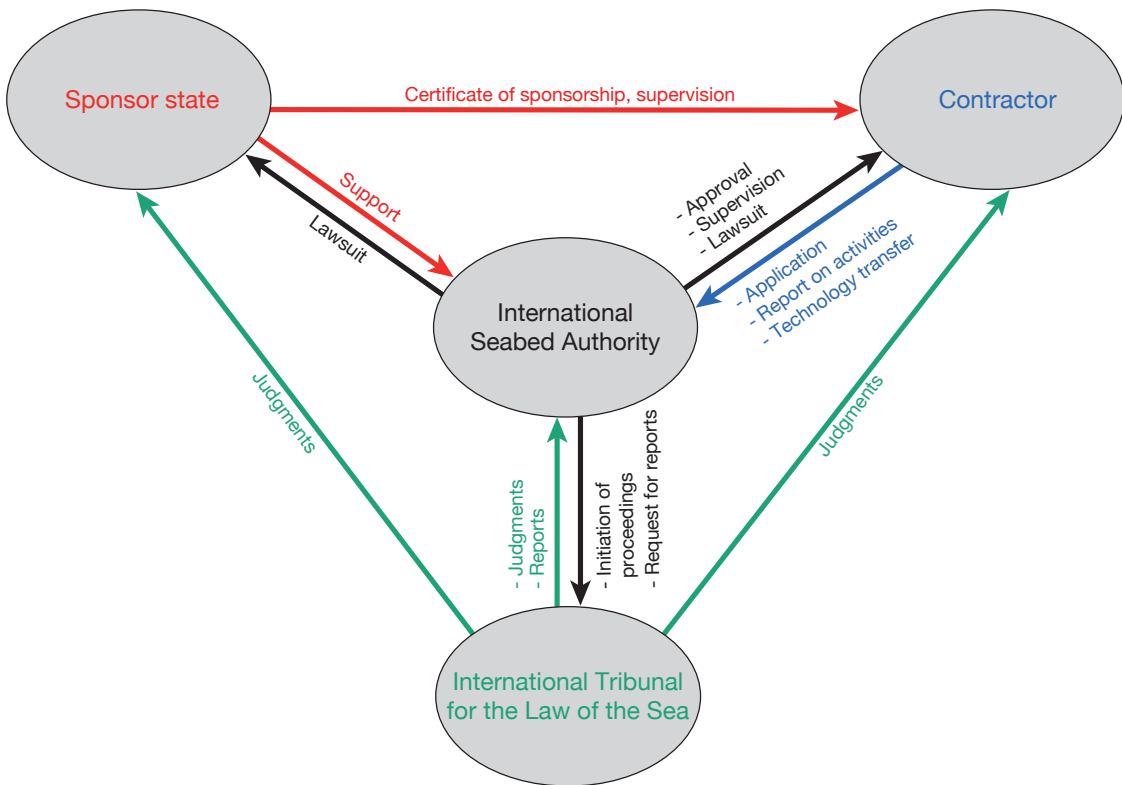 Sponsor state
Certificate of sponsorship, supervision
Contractor
Support
Lawsuit
- Approval
- Supervision
- Lawsuit
- Application
- Report on activities
- Technology transfer
International
Seabed Authority
Judgments
- Judgments
- Reports
- Initiation of
proceedings
- Request for reports
Judgments
International Tribunal
for the Law of the Sea